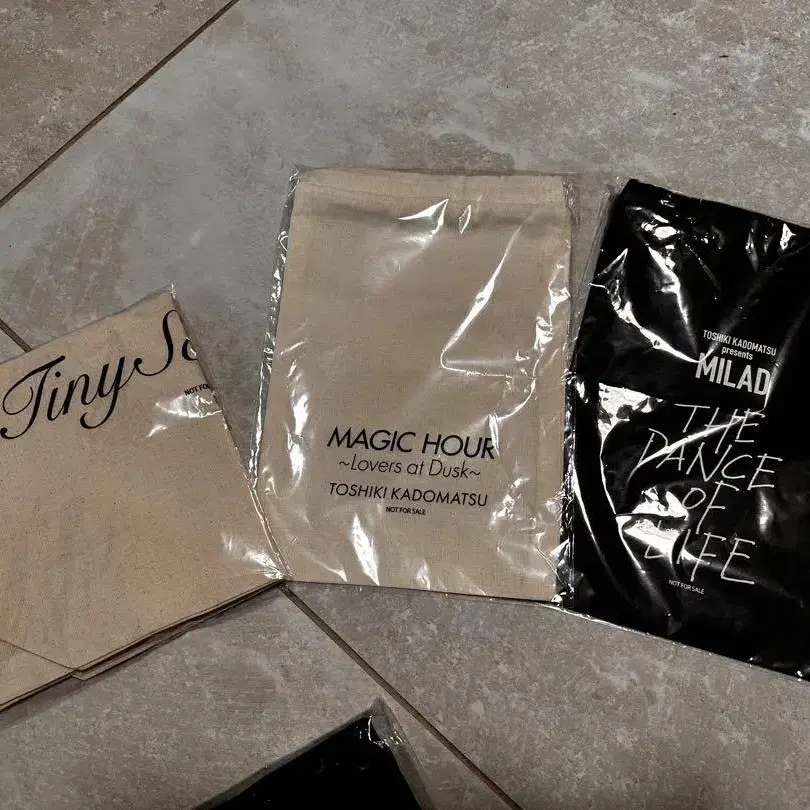 Tiny
NOT FOR
MAGIC HOUR
~Lovers at Dusk~
TOSHIKI KADOMATSU
NOT FOR SALE
TOSHIKI KADOMATSU
presents
MILAD
THE
DANCE
OF
LIFE
NOT FOR SALE